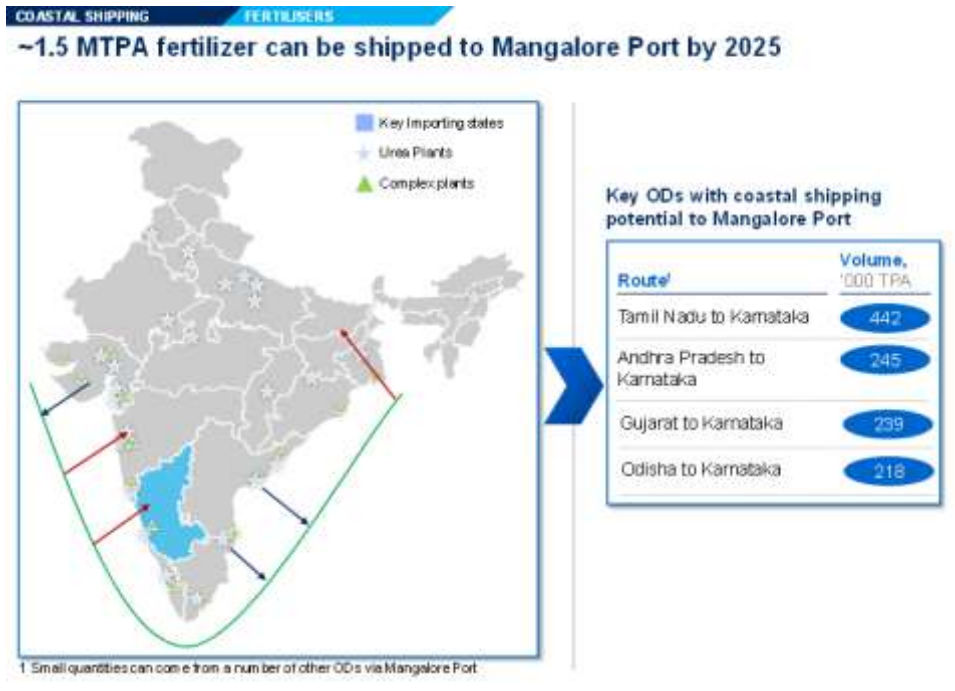 COASTAL SHIPPING
FERTILISERS
~1.5 MTPA fertilizer can be shipped to Mangalore Port by 2025
Key Importing states
Urea Plants
Complex plants
Key ODs with coastal shipping
potential to Mangalore Port
Route¹
Volume,
'000 TPA
Tamil Nadu to Karnataka
442
Andhra Pradesh to
Karnataka
245
Gujarat to Karnataka
239
Odisha to Karnataka
218
1 Small quantities can come from a number of other ODs via Mangalore Port